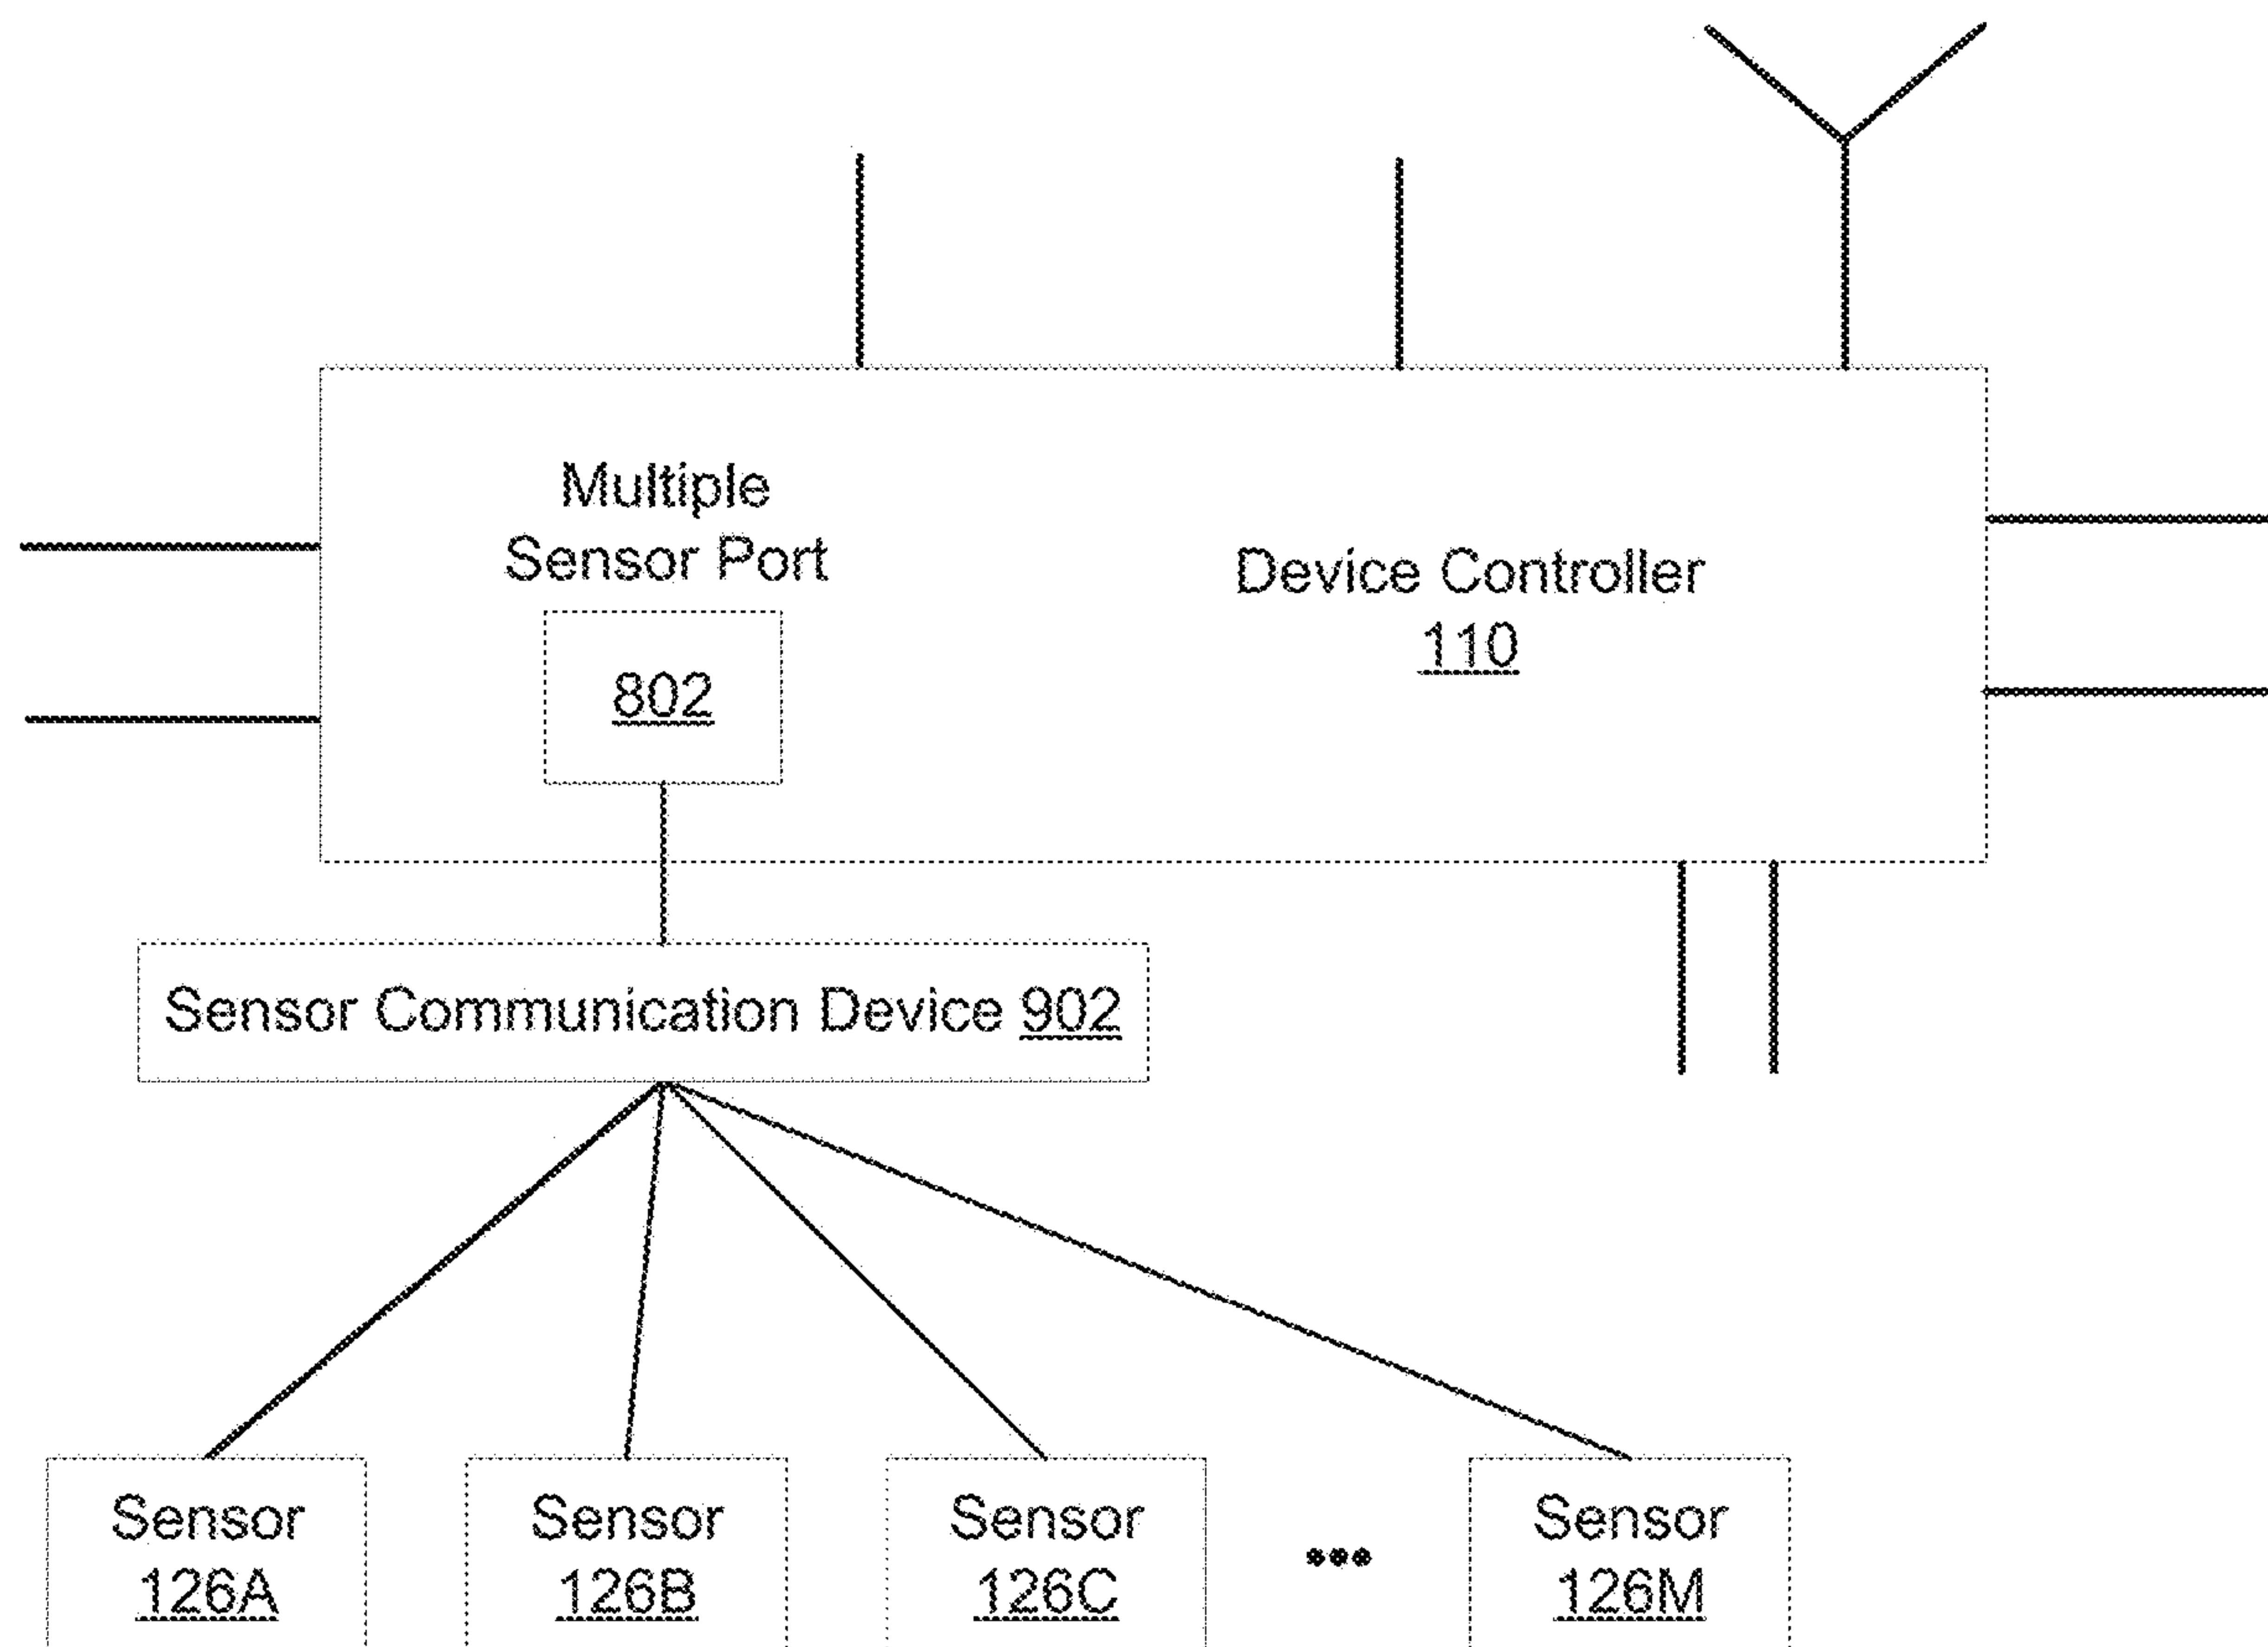 Multiple
Sensor Port
802
Device Controller
110
Sensor Communication Device 902
Sensor
126A
Sensor
126B
Sensor
126C
•••
Sensor
126M